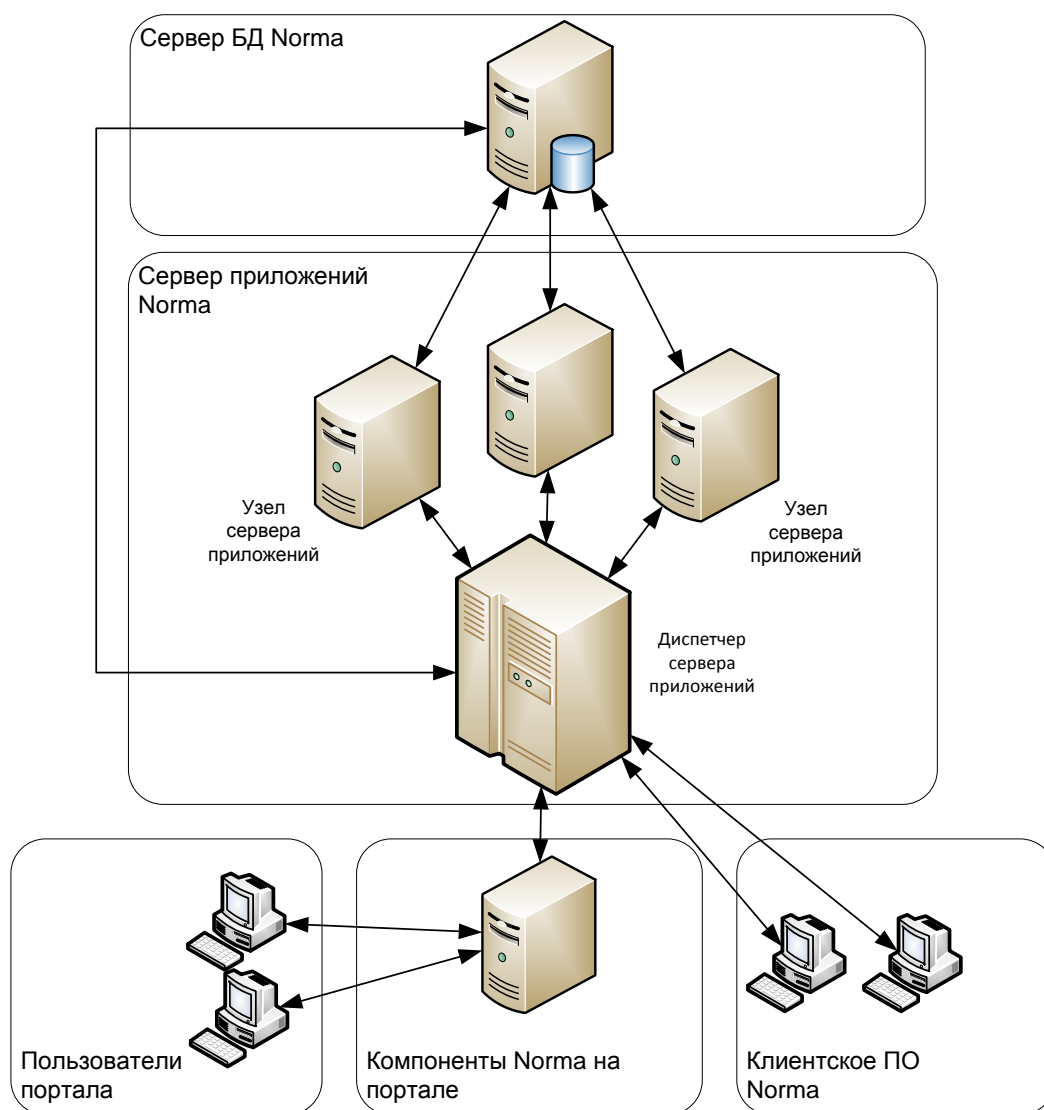 Сервер БД Norma
Сервер приложений
Norma
Узел
сервера
приложений
Узел
сервера
приложений
Диспетчер
сервера
приложений
Пользователи
портала
Компоненты Norma на
портале
Клиентское ПО
Norma